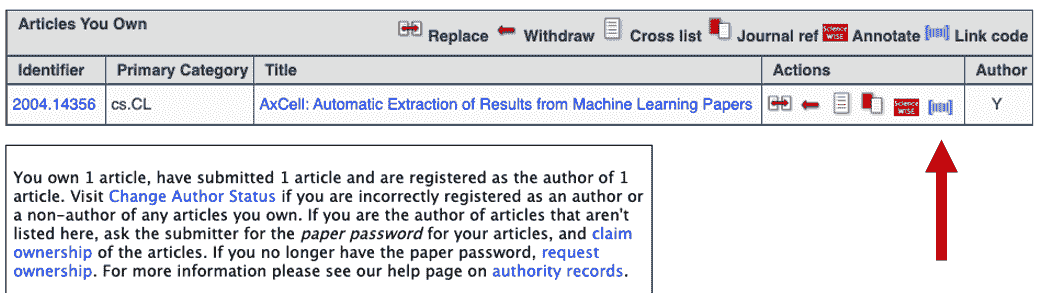 Articles You Own
Replace Withdraw Cross list Journal ref Science WISE Annotate Link code
Identifier Primary Category Title Actions Author
2004.14356 cs.CL AxCell: Automatic Extraction of Results from Machine Learning Papers Science WISE Y
You own 1 article, have submitted 1 article and are registered as the author of 1
article. Visit Change Author Status if you are incorrectly registered as an author or
a non-author of any articles you own. If you are the author of articles that aren't
listed here, ask the submitter for the paper password for your articles, and claim
ownership of the articles. If you no longer have the paper password, request
ownership. For more information please see our help page on authority records.